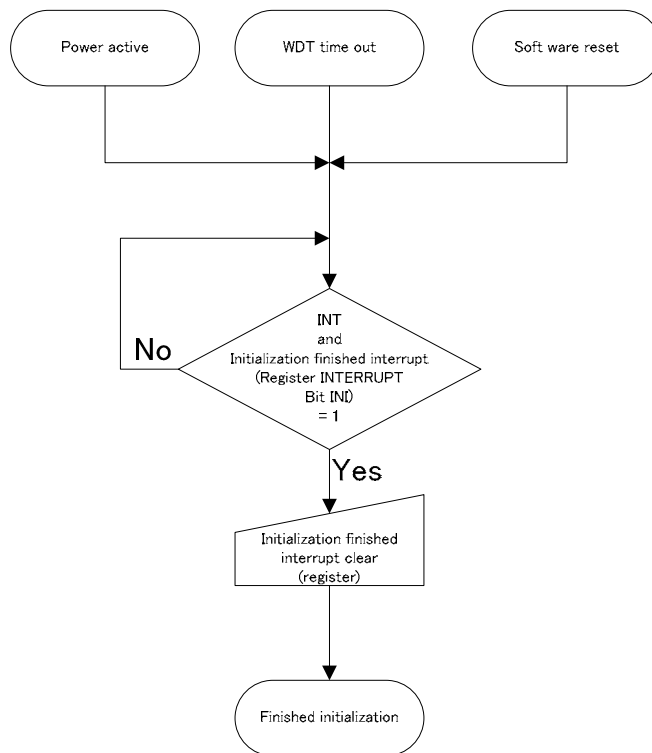 Power active
WDT time out
Soft ware reset
INT
and
Initialization finished interrupt
(Register INTERRUPT
Bit INI)
= 1
No
Yes
Initialization finished
interrupt clear
(register)
Finished initialization